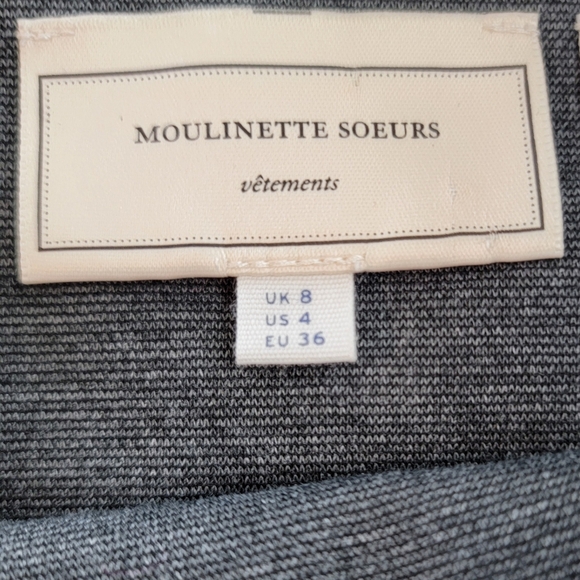 MOULINETTE SOEURS
vêtements
UK 8
US 4
EU 36